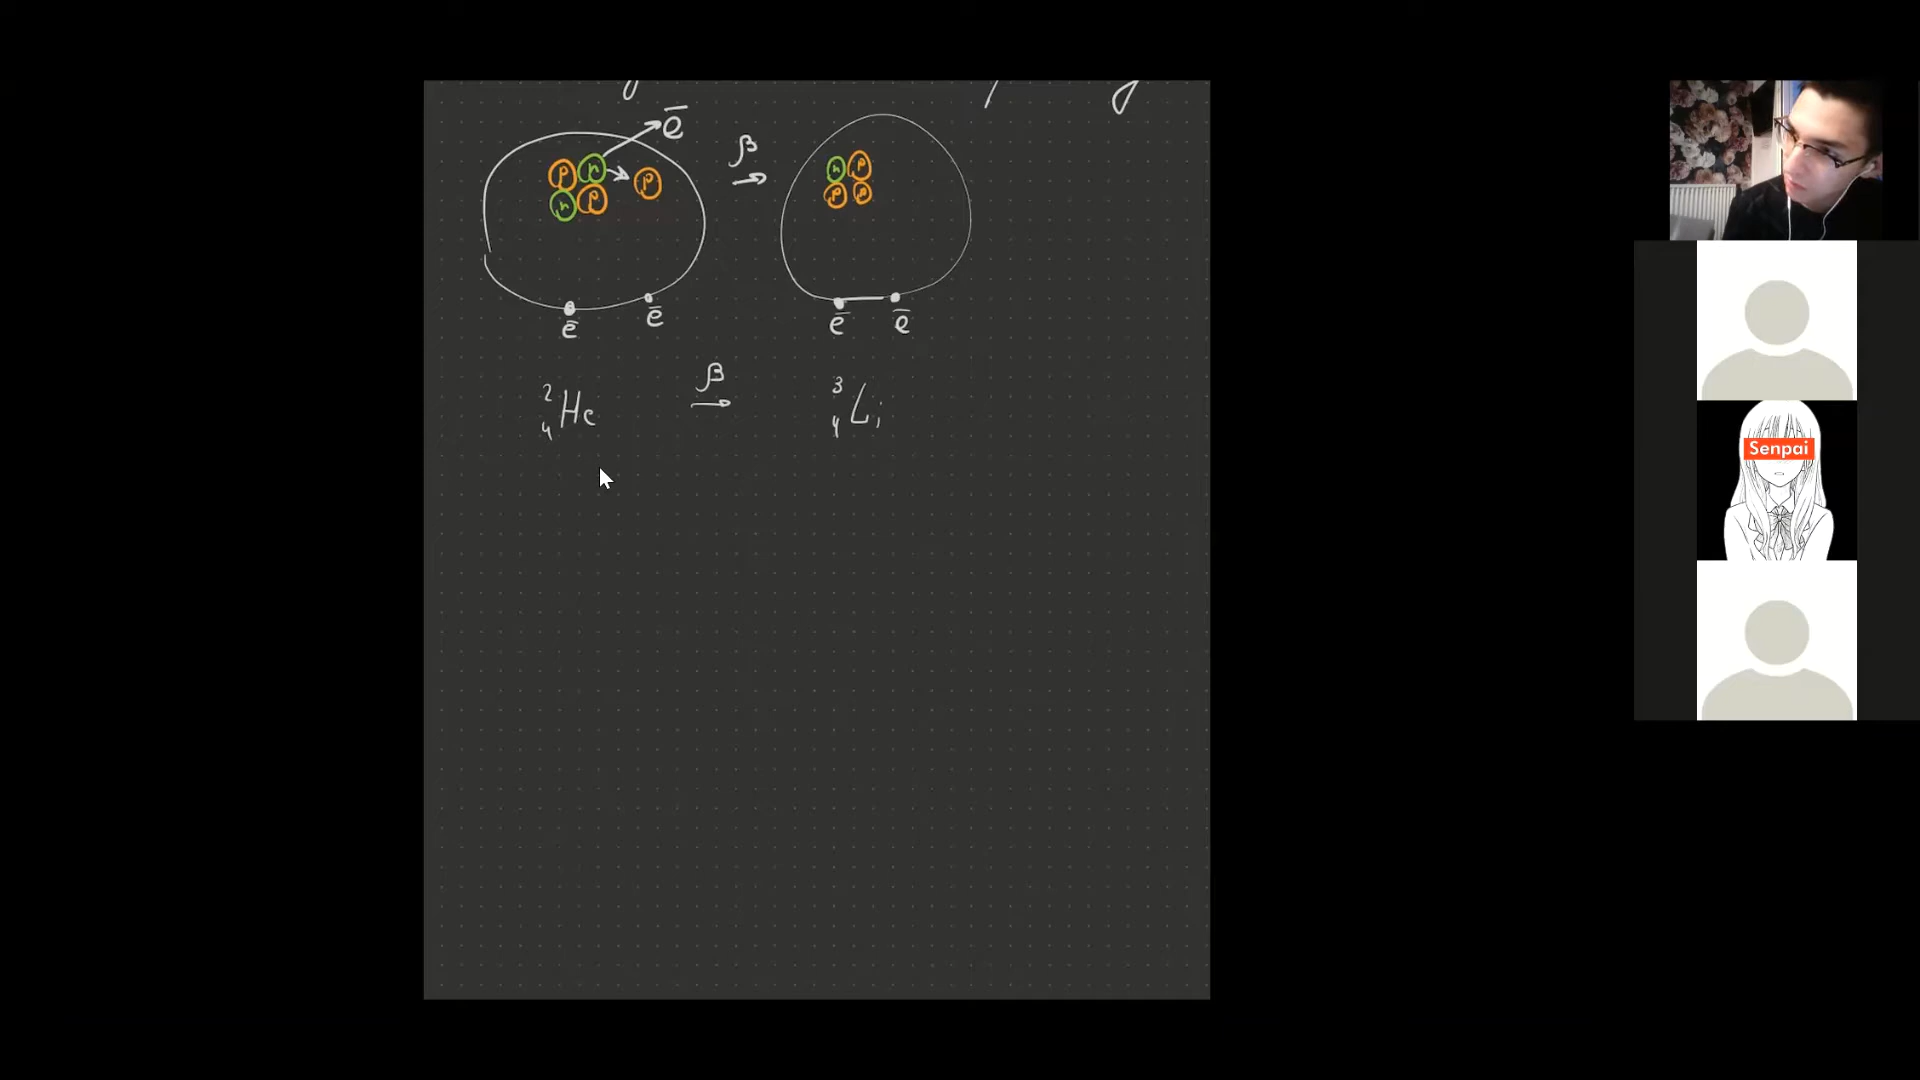 e̅
β
p n p
n p
→
n p
p p
e̅ e̅
e̅ e̅
β
2 4 He → 3 4 Li
Senpai